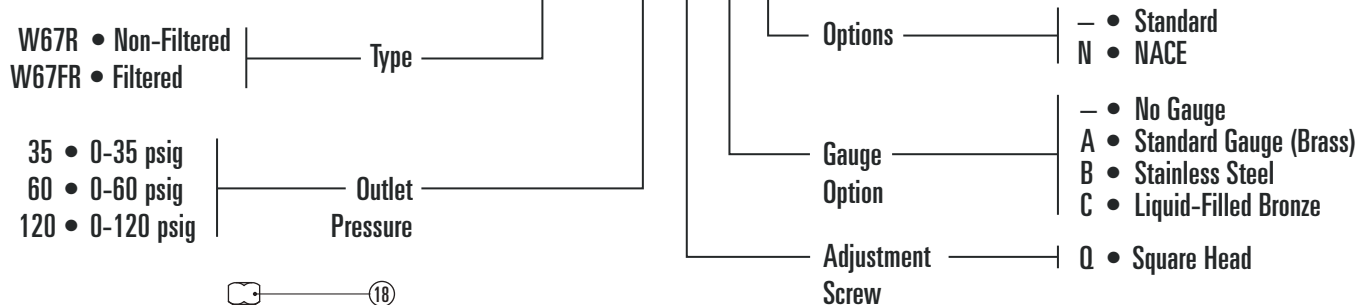 W67R • Non-Filtered
W67FR • Filtered
Type
35 • 0-35 psig
60 • 0-60 psig
120 • 0-120 psig
Outlet
Pressure
18
Options
– • Standard
N • NACE
Gauge
Option
– • No Gauge
A • Standard Gauge (Brass)
B • Stainless Steel
C • Liquid-Filled Bronze
Adjustment
Screw
Q • Square Head